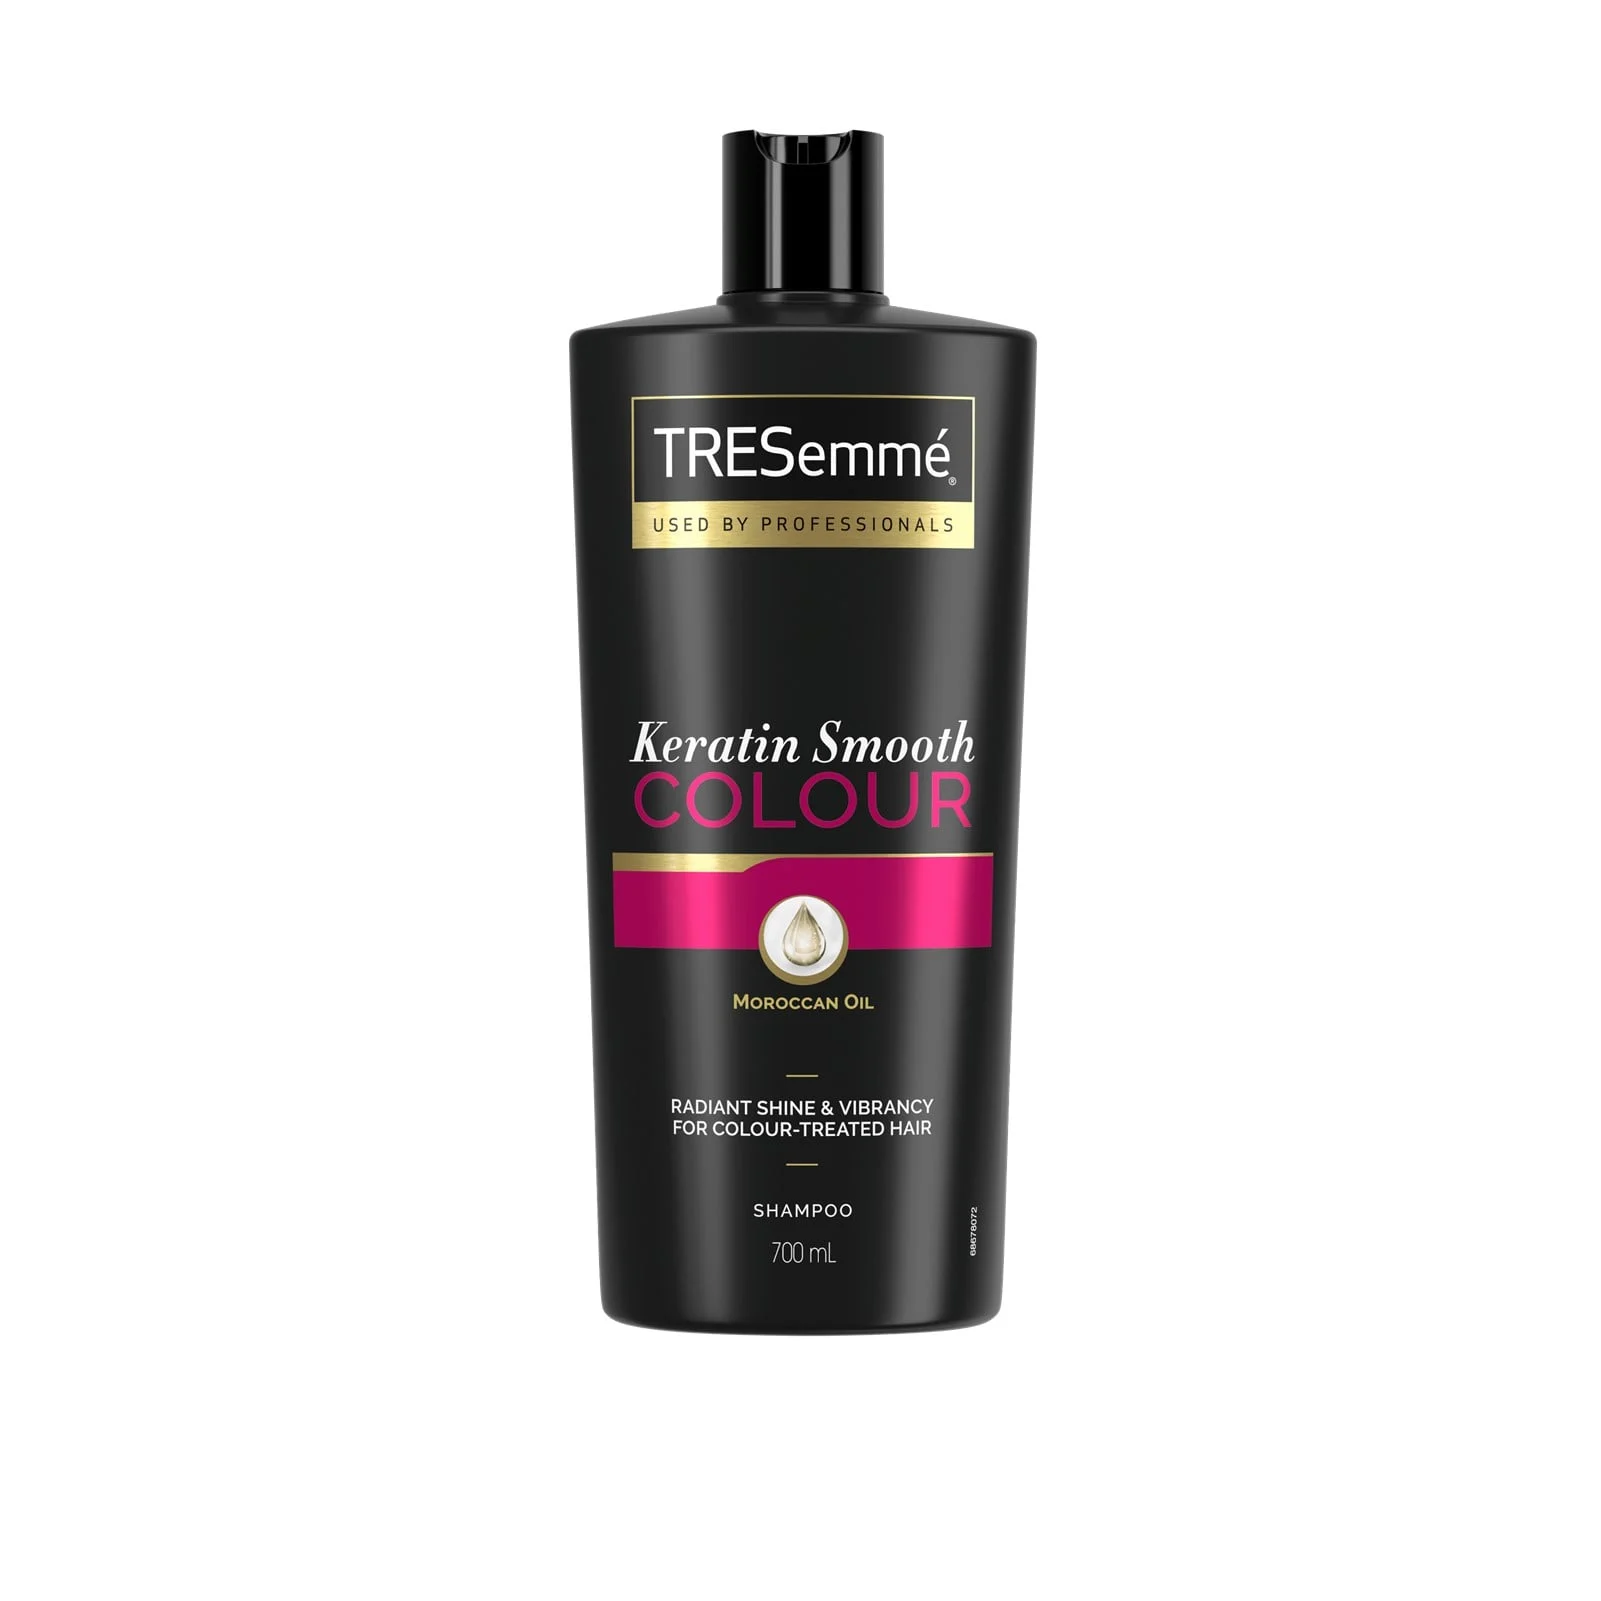 TRESemmé®
USED BY PROFESSIONALS
Keratin Smooth
COLOUR
MOROCCAN OIL
RADIANT SHINE & VIBRANCY
FOR COLOUR-TREATED HAIR
SHAMPOO
700 mL
68678072